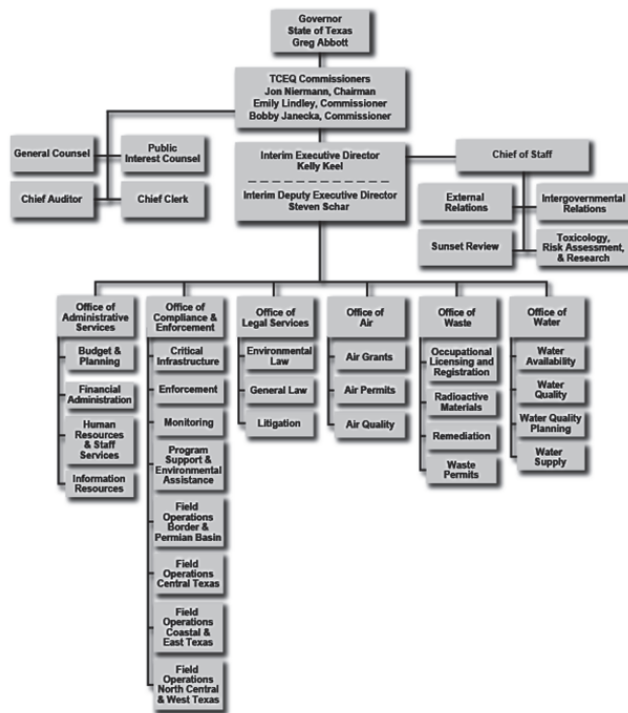 Governor
State of Texas
Greg Abbott
TCEQ Commissioners
Jon Niermann, Chairman
Emily Lindley, Commissioner
Bobby Janecka, Commissioner
General Counsel
Public
Interest Counsel
Chief Auditor
Chief Clerk
Interim Executive Director
Kelly Keel
Interim Deputy Executive Director
Steven Schar
Chief of Staff
External
Relations
Intergovernmental
Relations
Sunset Review
Toxicology,
Risk Assessment,
& Research
Office of
Administrative
Services
Budget &
Planning
Financial
Administration
Human
Resources
& Staff
Services
Information
Resources
Office of
Compliance &
Enforcement
Critical
Infrastructure
Enforcement
Monitoring
Program
Support &
Environmental
Assistance
Field
Operations
Border &
Permian Basin
Field
Operations
Central Texas
Field
Operations
Coastal &
East Texas
Field
Operations
North Central
& West Texas
Office of
Legal Services
Environmental
Law
General Law
Litigation
Office of
Air
Air Grants
Air Permits
Air Quality
Office of
Waste
Occupational
Licensing and
Registration
Radioactive
Materials
Remediation
Waste
Permits
Office of
Water
Water
Availability
Water
Quality
Water Quality
Planning
Water
Supply